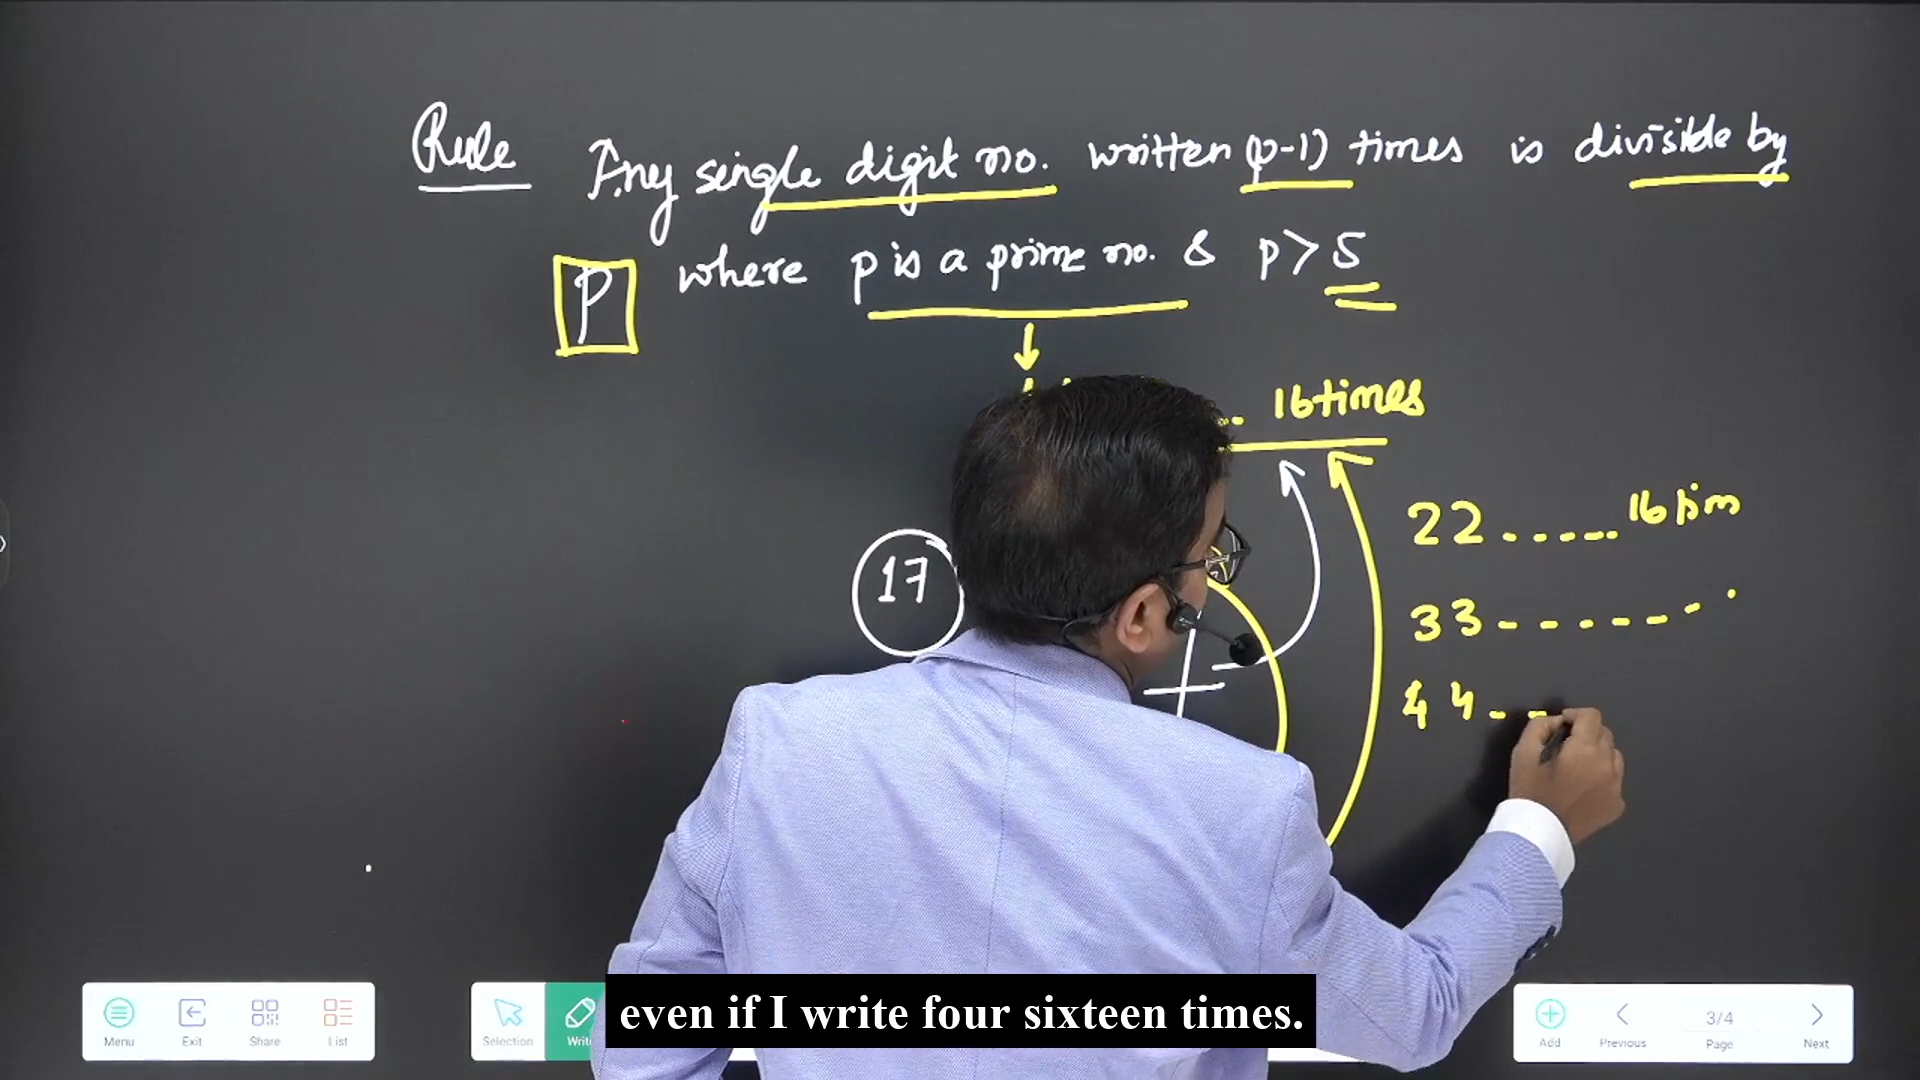 Rule Any single digit no. written (p-1) times is divisible by
P where p is a prime no. & p > 5
16 times
17
22 ..... 16 tim
33 -------
44 --
even if I write four sixteen times.
Menu Exit Share List Selection Add Previous 3/4 Page Next